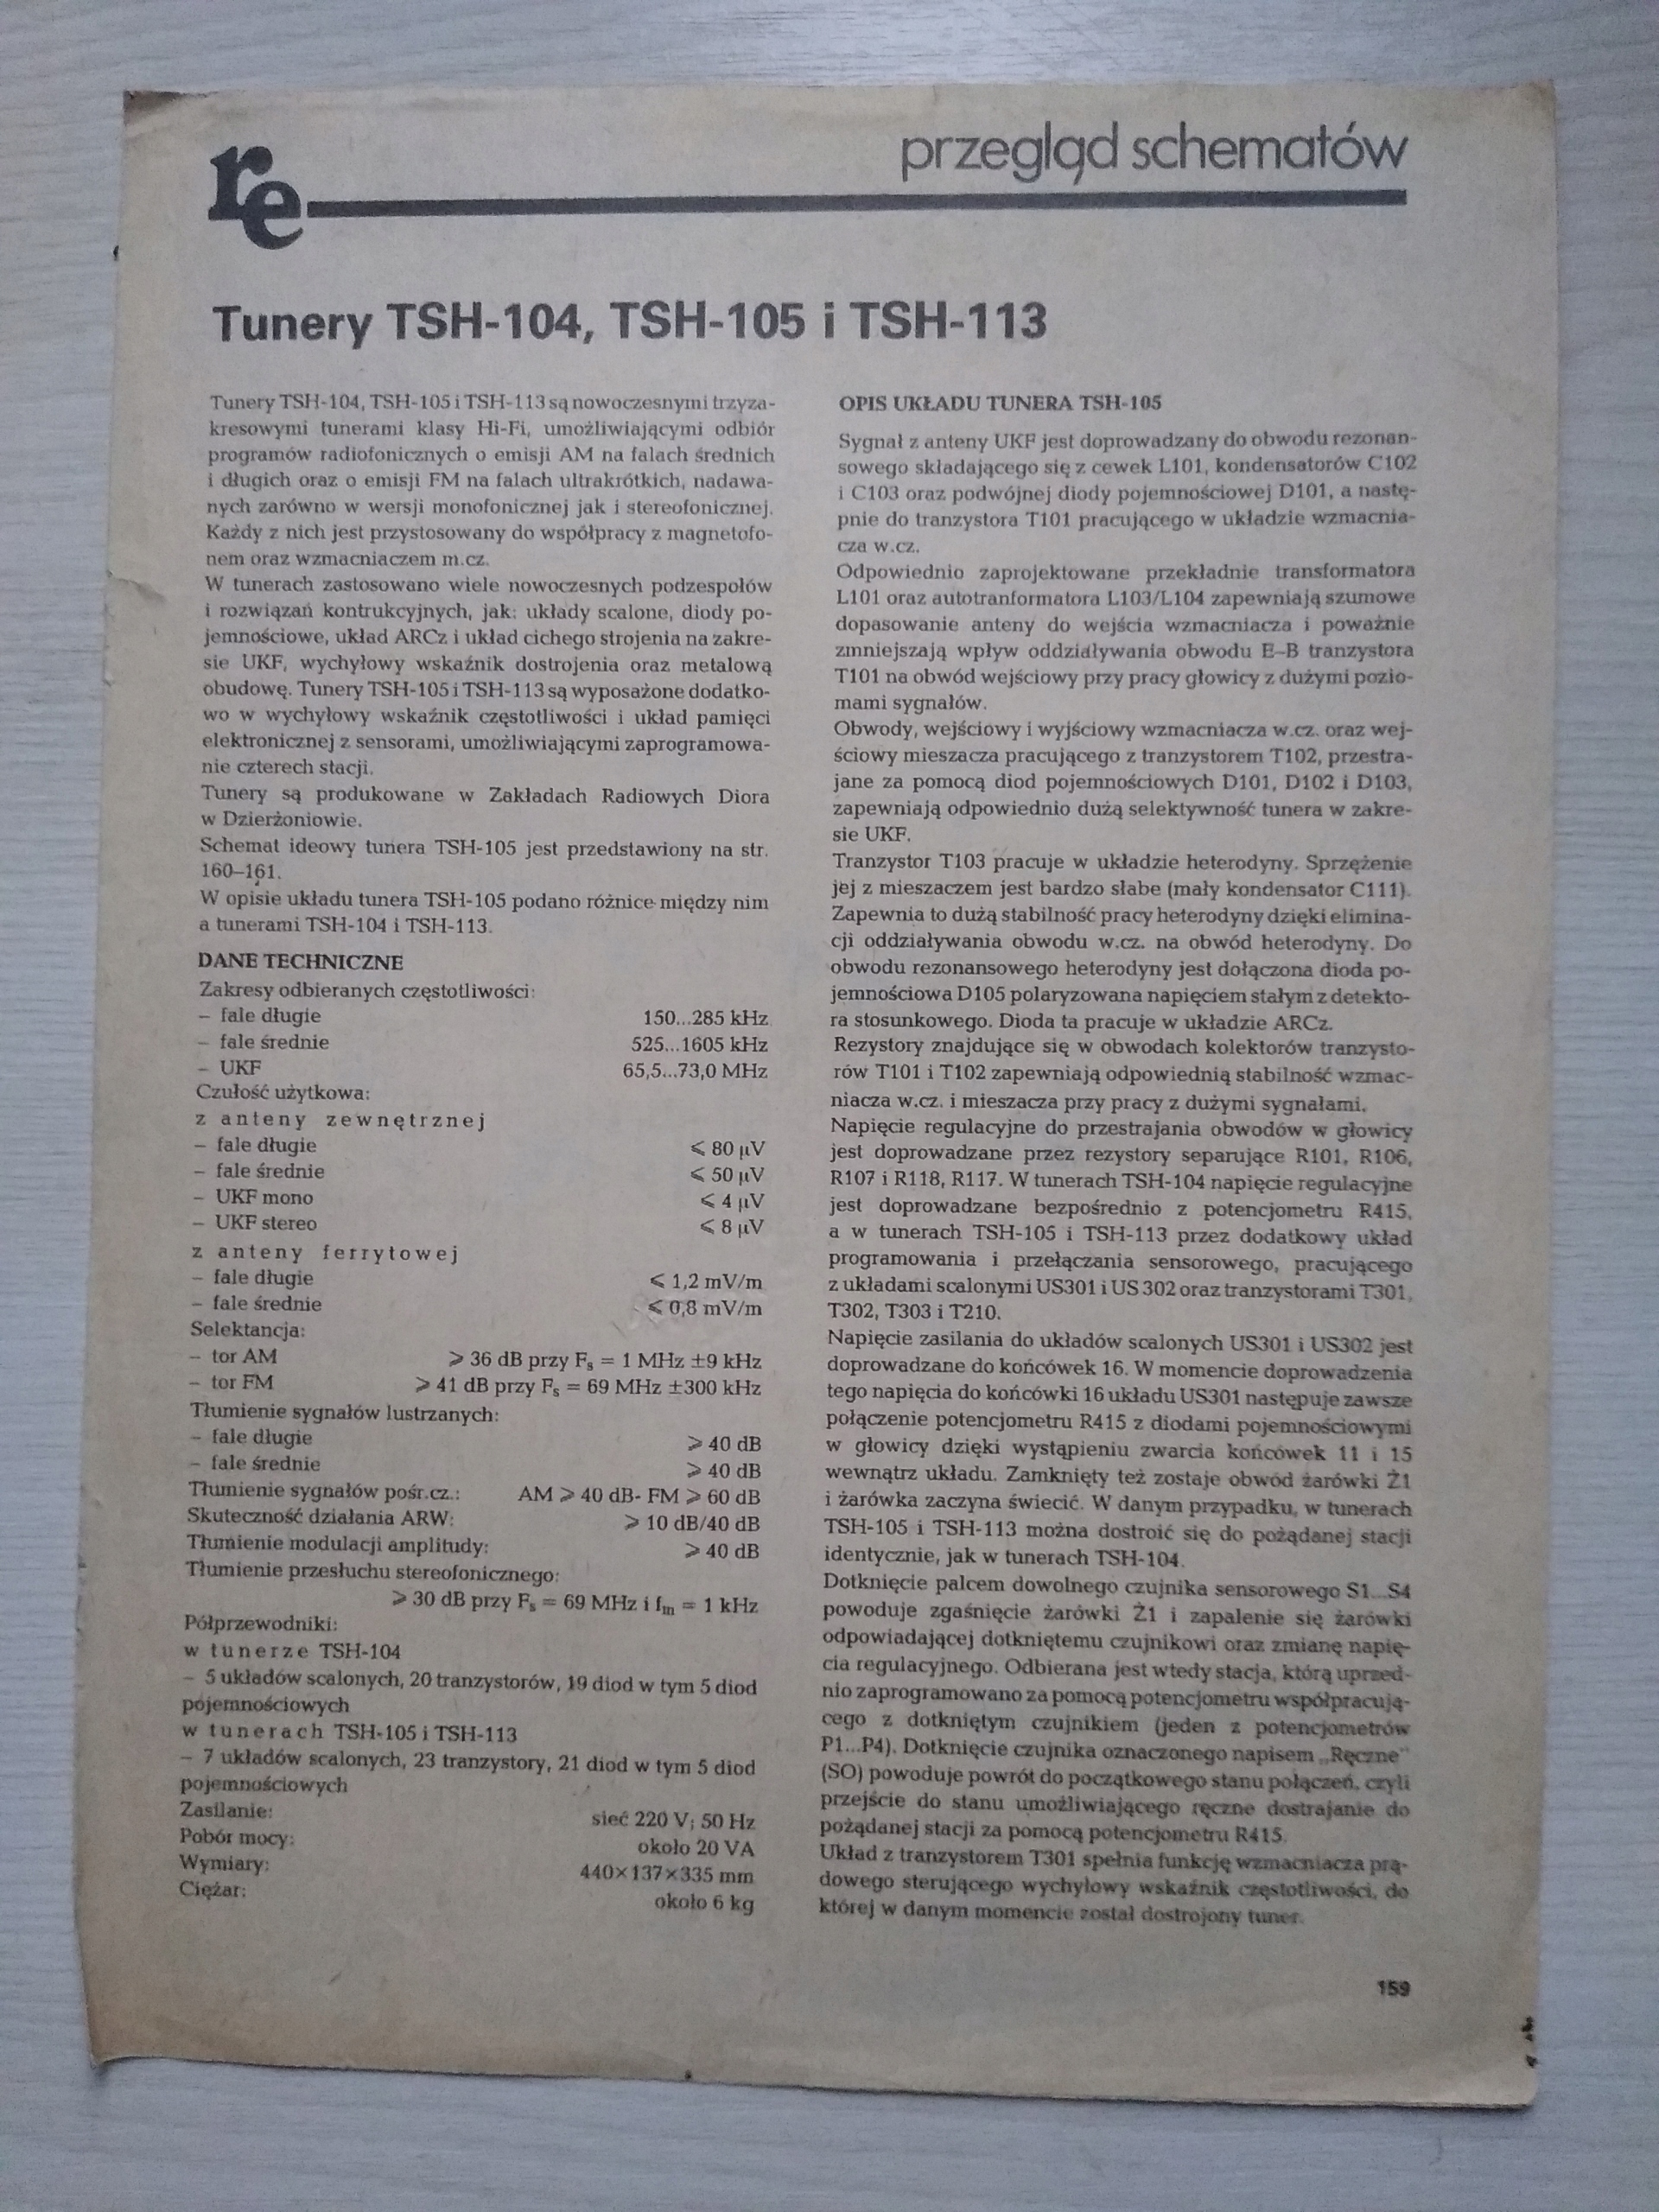 re
przegląd schematów
Tunery TSH-104, TSH-105 i TSH-113
Tunery TSH-104, TSH-105 i TSH-113 są nowoczesnymi trzyza-
kresowymi tunerami klasy Hi-Fi, umożliwiającymi odbiór
programów radiofonicznych o emisji AM na falach średnich
i długich oraz o emisji FM na falach ultrakrótkich, nadawa-
nych zarówno w wersji monofonicznej jak i stereofonicznej.
Każdy z nich jest przystosowany do współpracy z magnetofo-
nem oraz wzmacniaczem m.cz.
W tunerach zastosowano wiele nowoczesnych podzespołów
i rozwiązań kontrukcyjnych, jak: układy scalone, diody po-
jemnościowe, układ ARCz i układ cichego strojenia na zakre-
sie UKF, wychyłowy wskaźnik dostrojenia oraz metalową
obudowę. Tunery TSH-105 i TSH-113 są wyposażone dodatko-
wo w wychyłowy wskaźnik częstotliwości i układ pamięci
elektronicznej z sensorami, umożliwiającymi zaprogramowa-
nie czterech stacji.
Tunery są produkowane w Zakładach Radiowych Diora
w Dzierżoniowie.
Schemat ideowy tunera TSH-105 jest przedstawiony na str.
160–161.
W opisie układu tunera TSH-105 podano różnice między nim
a tunerami TSH-104 i TSH-113.
DANE TECHNICZNE
Zakresy odbieranych częstotliwości:
– fale długie 150...285 kHz
– fale średnie 525...1605 kHz
– UKF 65,5...73,0 MHz
Czułość użytkowa:
z anteny zewnętrznej
– fale długie ⩽ 80 µV
– fale średnie ⩽ 50 µV
– UKF mono ⩽ 4 µV
– UKF stereo ⩽ 8 µV
z anteny ferrytowej
– fale długie ⩽ 1,2 mV/m
– fale średnie ⩽ 0,8 mV/m
Selektancja:
– tor AM ⩾ 36 dB przy Fs = 1 MHz ±9 kHz
– tor FM ⩾ 41 dB przy Fs = 69 MHz ±300 kHz
Tłumienie sygnałów lustrzanych:
– fale długie ⩾ 40 dB
– fale średnie ⩾ 40 dB
Tłumienie sygnałów pośr.cz.: AM ⩾ 40 dB- FM ⩾ 60 dB
Skuteczność działania ARW: ⩾ 10 dB/40 dB
Tłumienie modulacji amplitudy: ⩾ 40 dB
Tłumienie przesłuchu stereofonicznego:
⩾ 30 dB przy Fs = 69 MHz i fm = 1 kHz
Półprzewodniki:
w tunerze TSH-104
– 5 układów scalonych, 20 tranzystorów, 19 diod w tym 5 diod
pojemnościowych
w tunerach TSH-105 i TSH-113
– 7 układów scalonych, 23 tranzystory, 21 diod w tym 5 diod
pojemnościowych
Zasilanie: sieć 220 V; 50 Hz
Pobór mocy: około 20 VA
Wymiary: 440×137×335 mm
Ciężar: około 6 kg
OPIS UKŁADU TUNERA TSH-105
Sygnał z anteny UKF jest doprowadzany do obwodu rezonan-
sowego składającego się z cewek L101, kondensatorów C102
i C103 oraz podwójnej diody pojemnościowej D101, a nastę-
pnie do tranzystora T101 pracującego w układzie wzmacnia-
cza w.cz.
Odpowiednio zaprojektowane przekładnie transformatora
L101 oraz autotranformatora L103/L104 zapewniają szumowe
dopasowanie anteny do wejścia wzmacniacza i poważnie
zmniejszają wpływ oddziaływania obwodu E–B tranzystora
T101 na obwód wejściowy przy pracy głowicy z dużymi pozio-
mami sygnałów.
Obwody, wejściowy i wyjściowy wzmacniacza w.cz. oraz wej-
ściowy mieszacza pracującego z tranzystorem T102, przestra-
jane za pomocą diod pojemnościowych D101, D102 i D103,
zapewniają odpowiednio dużą selektywność tunera w zakre-
sie UKF.
Tranzystor T103 pracuje w układzie heterodyny. Sprzężenie
jej z mieszaczem jest bardzo słabe (mały kondensator C111).
Zapewnia to dużą stabilność pracy heterodyny dzięki elimina-
cji oddziaływania obwodu w.cz. na obwód heterodyny. Do
obwodu rezonansowego heterodyny jest dołączona dioda po-
jemnościowa D105 polaryzowana napięciem stałym z detekto-
ra stosunkowego. Dioda ta pracuje w układzie ARCz.
Rezystory znajdujące się w obwodach kolektorów tranzysto-
rów T101 i T102 zapewniają odpowiednią stabilność wzmac-
niacza w.cz. i mieszacza przy pracy z dużymi sygnałami.
Napięcie regulacyjne do przestrajania obwodów w głowicy
jest doprowadzane przez rezystory separujące R101, R106,
R107 i R118, R117. W tunerach TSH-104 napięcie regulacyjne
jest doprowadzane bezpośrednio z potencjometru R415,
a w tunerach TSH-105 i TSH-113 przez dodatkowy układ
programowania i przełączania sensorowego, pracującego
z układami scalonymi US301 i US 302 oraz tranzystorami T301,
T302, T303 i T210.
Napięcie zasilania do układów scalonych US301 i US302 jest
doprowadzane do końcówek 16. W momencie doprowadzenia
tego napięcia do końcówki 16 układu US301 następuje zawsze
połączenie potencjometru R415 z diodami pojemnościowymi
w głowicy dzięki wystąpieniu zwarcia końcówek 11 i 15
wewnątrz układu. Zamknięty też zostaje obwód żarówki Ż1
i żarówka zaczyna świecić. W danym przypadku, w tunerach
TSH-105 i TSH-113 można dostroić się do pożądanej stacji
identycznie, jak w tunerach TSH-104.
Dotknięcie palcem dowolnego czujnika sensorowego S1...S4
powoduje zgaśnięcie żarówki Ż1 i zapalenie się żarówki
odpowiadającej dotkniętemu czujnikowi oraz zmianę napię-
cia regulacyjnego. Odbierana jest wtedy stacja, którą uprzed-
nio zaprogramowano za pomocą potencjometru współpracują-
cego z dotkniętym czujnikiem (jeden z potencjometrów
P1...P4). Dotknięcie czujnika oznaczonego napisem „Ręczne"
(SO) powoduje powrót do początkowego stanu połączeń, czyli
przejście do stanu umożliwiającego ręczne dostrajanie do
pożądanej stacji za pomocą potencjometru R415.
Układ z tranzystorem T301 spełnia funkcję wzmacniacza prą-
dowego sterującego wychyłowy wskaźnik częstotliwości, do
której w danym momencie został dostrojony tuner.
159